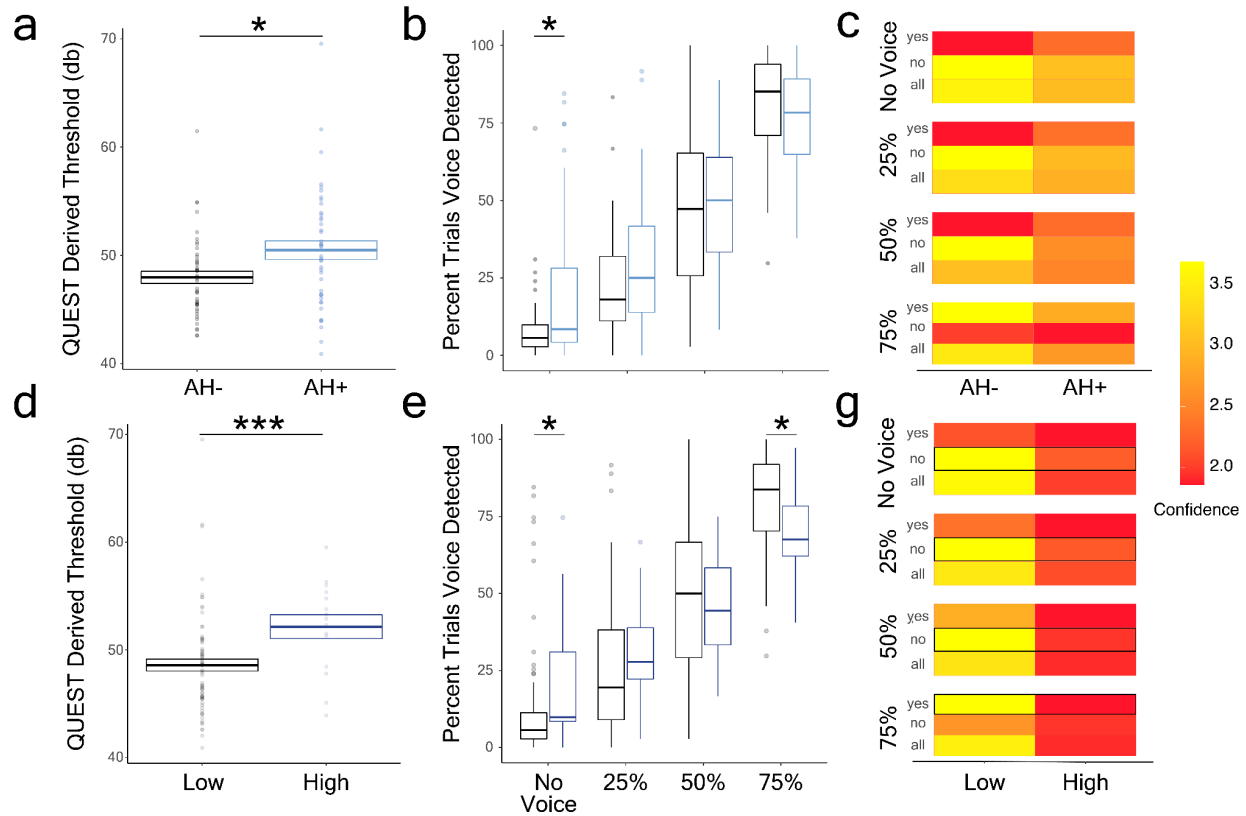 a
QUEST Derived Threshold (db)
70
60
50
40
*
AH-
AH+
b
Percent Trials Voice Detected
100
75
50
25
0
*
c
No Voice
yes
no
all
25%
yes
no
all
50%
yes
no
all
75%
yes
no
all
AH-
AH+
d
QUEST Derived Threshold (db)
70
60
50
40
***
Low
High
e
Percent Trials Voice Detected
100
75
50
25
0
*
*
No
Voice
25%
50%
75%
g
No Voice
yes
no
all
25%
yes
no
all
50%
yes
no
all
75%
yes
no
all
Low
High
3.5
3.0
2.5
2.0
Confidence